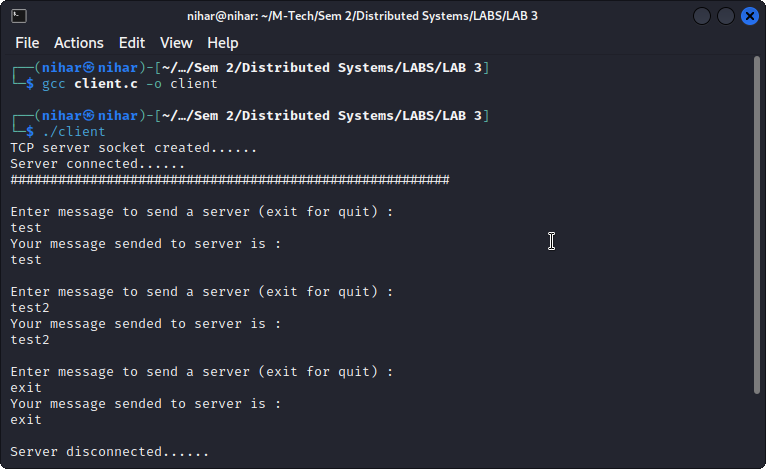 nihar@nihar: ~/M-Tech/Sem 2/Distributed Systems/LABS/LAB 3
File Actions Edit View Help
┌──(nihar㉿nihar)-[~/…/Sem 2/Distributed Systems/LABS/LAB 3]
└─$ gcc client.c -o client
┌──(nihar㉿nihar)-[~/…/Sem 2/Distributed Systems/LABS/LAB 3]
└─$ ./client
TCP server socket created......
Server connected......
#######################################################
Enter message to send a server (exit for quit) :
test
Your message sended to server is :
test
Enter message to send a server (exit for quit) :
test2
Your message sended to server is :
test2
Enter message to send a server (exit for quit) :
exit
Your message sended to server is :
exit
Server disconnected......